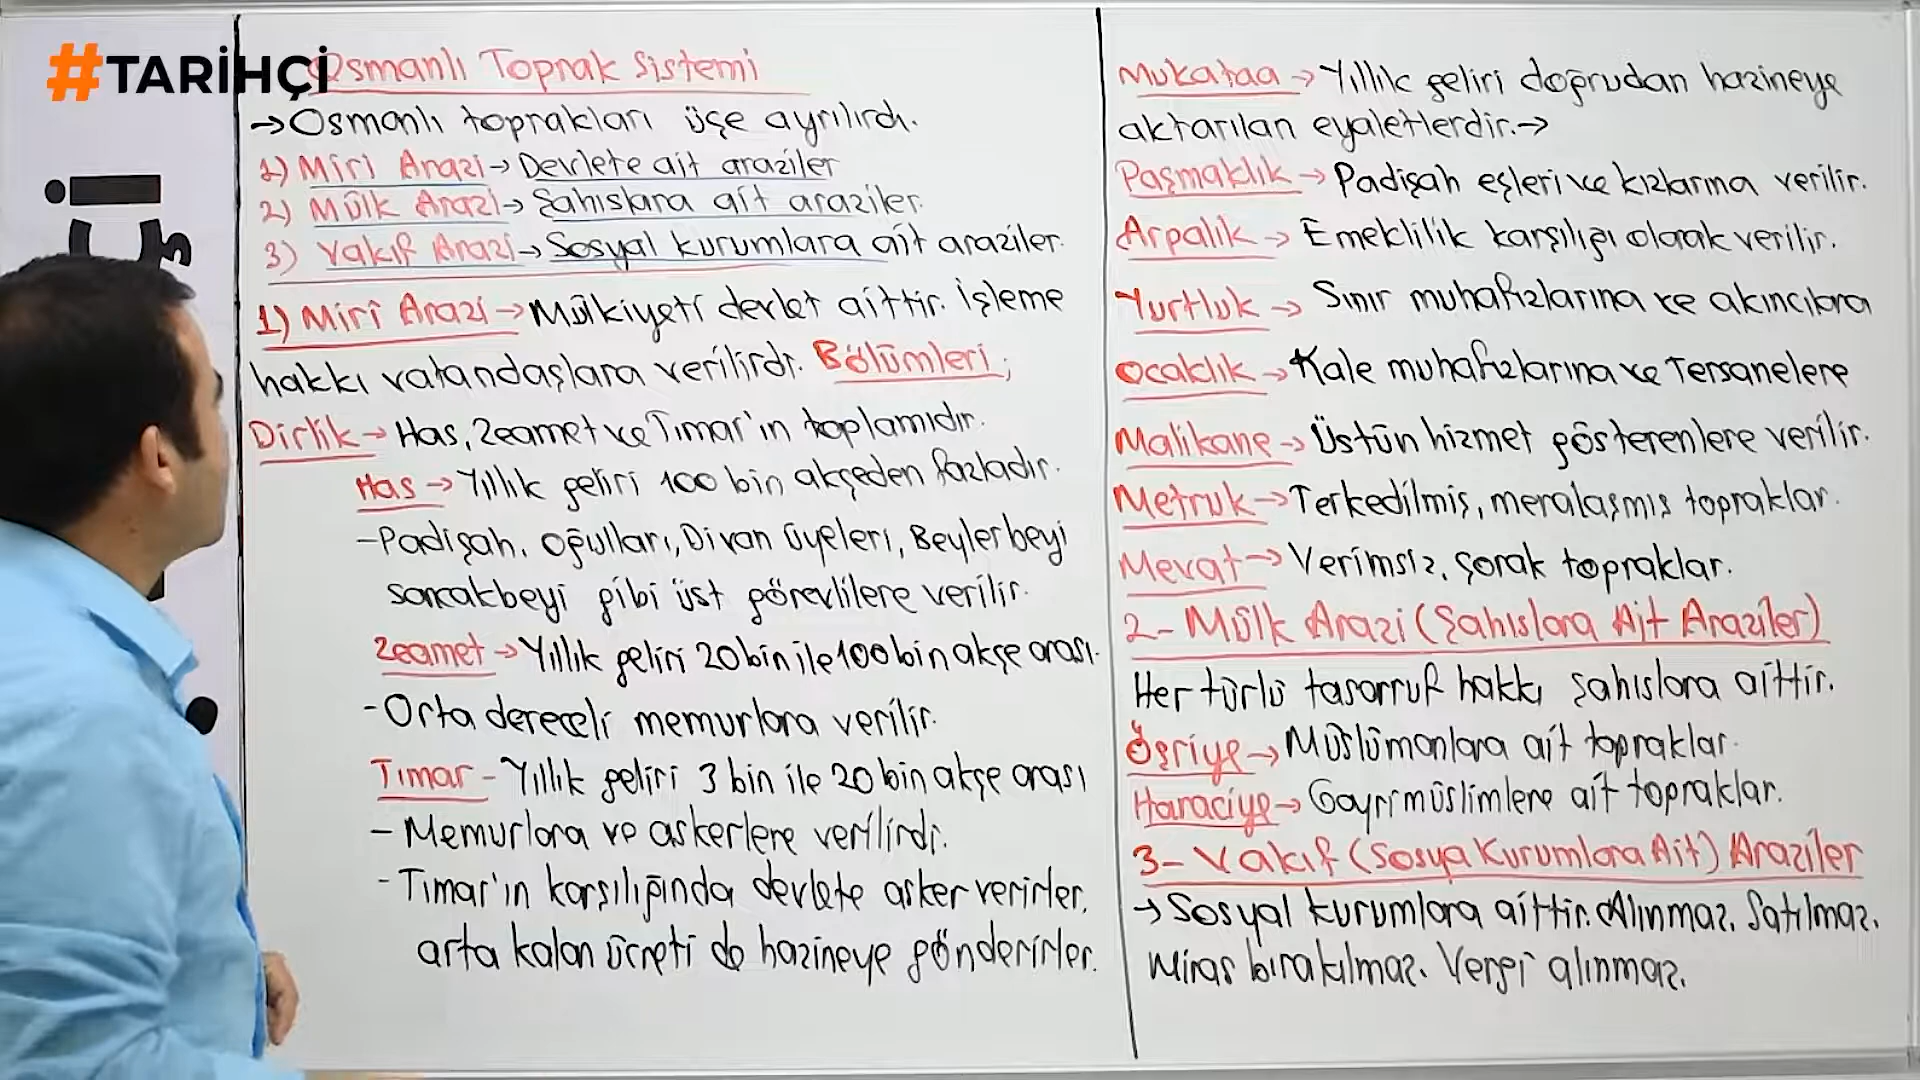 #TARİHÇİ
Osmanlı Toprak Sistemi
→Osmanlı toprakları üçe ayrılırdı.
1) Miri Arazi→Devlete ait araziler
2) Mülk Arazi→Şahıslara ait araziler.
3) Vakıf Arazi→Sosyal kurumlara ait araziler.
1) Mirî Arazi→Mülkiyeti devlet aittir. İşleme
hakkı vatandaşlara verilirdi. Bölümleri;
Dirlik→Has, Zeamet ve Tımar'ın toplamıdır.
Has→Yıllık geliri 100 bin akçeden fazladır.
-Padişah, oğulları, Divan üyeleri, Beylerbeyi
sancakbeyi gibi üst görevlilere verilir.
Zeamet→Yıllık geliri 20 bin ile 100 bin akçe arası.
-Orta dereceli memurlara verilir.
Tımar-Yıllık geliri 3 bin ile 20 bin akçe arası
-Memurlara ve askerlere verilirdi.
-Tımar'ın karşılığında devlete asker verirler.
arta kalan ücreti de hazineye gönderirler.
Mukataa→Yıllık geliri doğrudan hazineye
aktarılan eyaletlerdir.→
Paşmaklık→Padişah eşleri ve kızlarına verilir.
Arpalık→Emeklilik karşılığı olarak verilir.
Yurtluk→Sınır muhafızlarına ve akıncılara
Ocaklık→Kale muhafızlarına ve Tersanelere
Malikane→Üstün hizmet gösterenlere verilir.
Metruk→Terkedilmiş, meralaşmış topraklar.
Mevat→Verimsiz, çorak topraklar.
2- Mülk Arazi (Şahıslara Ait Araziler)
Her türlü tasarruf hakkı şahıslara aittir.
Öşriye→Müslümanlara ait topraklar.
Haraciye→Gayrimüslimlere ait topraklar.
3- Vakıf (Sosya Kurumlara Ait) Araziler
→Sosyal kurumlara aittir. Alınmaz. Satılmaz.
Miras bırakılmaz. Vergi alınmaz.